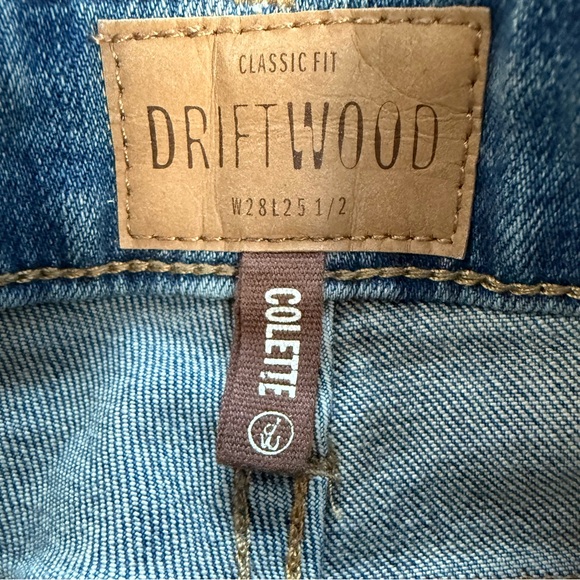 CLASSIC FIT
DRIFTWOOD
W28L25 1/2
COLETTE